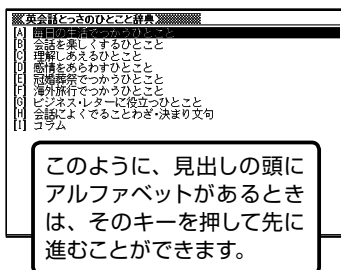 英会話とっさのひとこと辞典
[A] 毎日の生活でつかうひとこと
[B] 会話を楽しくするひとこと
[C] 理解しあえるひとこと
[D] 感情をあらわすひとこと
[E] 冠婚葬祭でつかうひとこと
[F] 海外旅行でつかうひとこと
[G] ビジネス・レターに役立つひとこと
[H] 会話によくでることわざ・決まり文句
[I] コラム
このように、見出しの頭に
アルファベットがあるとき
は、そのキーを押して先に
進むことができます。